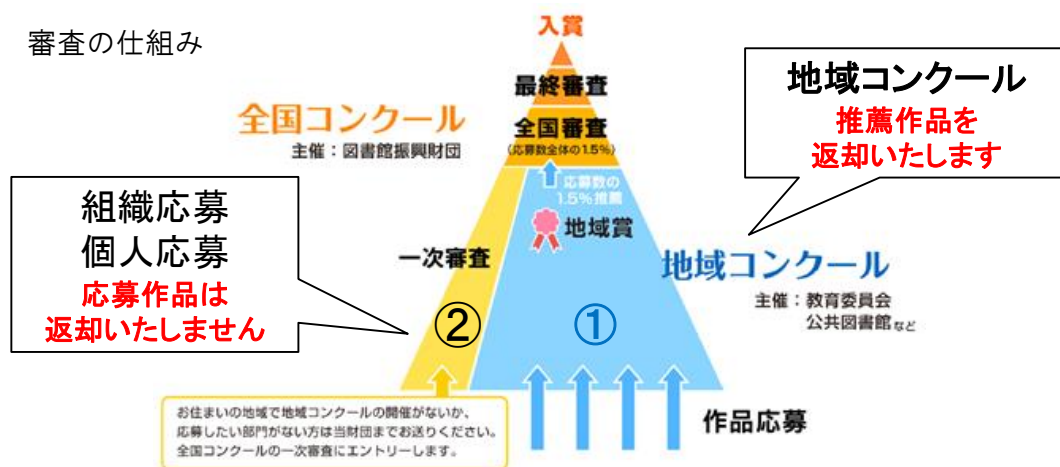 審査の仕組み
入賞
最終審査
全国審査
(応募数全体の1.5%)
全国コンクール
主催：図書館振興財団
地域コンクール
推薦作品を
返却いたします
応募数の
1.5%推薦
地域賞
組織応募
個人応募
応募作品は
返却いたしません
一次審査
地域コンクール
主催：教育委員会
公共図書館など
②
①
お住まいの地域で地域コンクールの開催がないか、
応募したい部門がない方は当財団までお送りください。
全国コンクールの一次審査にエントリーします。
作品応募